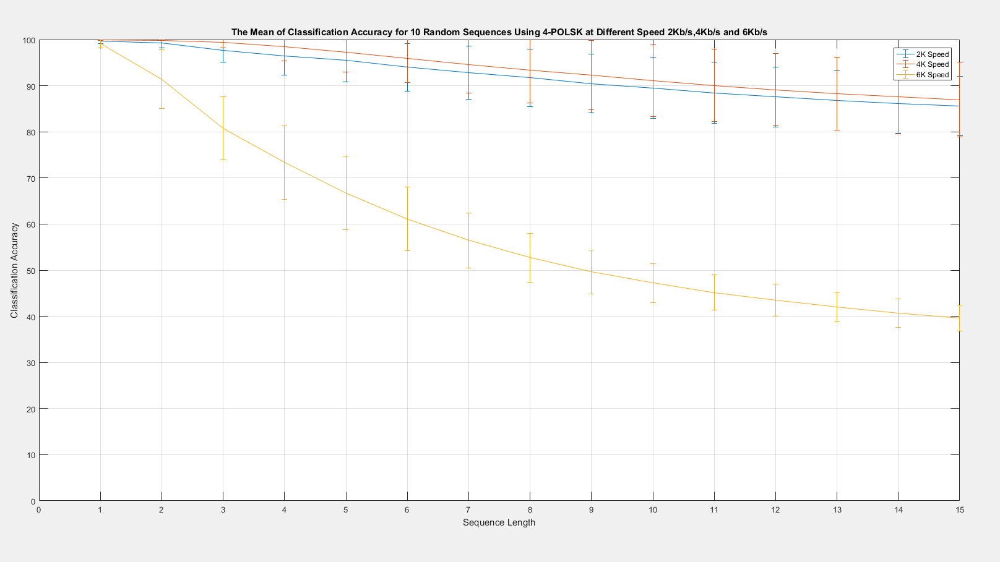 The Mean of Classification Accuracy for 10 Random Sequences Using 4-POLSK at Different Speed 2Kb/s,4Kb/s and 6Kb/s
2K Speed
4K Speed
6K Speed
Classification Accuracy
100
90
80
70
60
50
40
30
20
10
0
0 1 2 3 4 5 6 7 8 9 10 11 12 13 14 15
Sequence Length